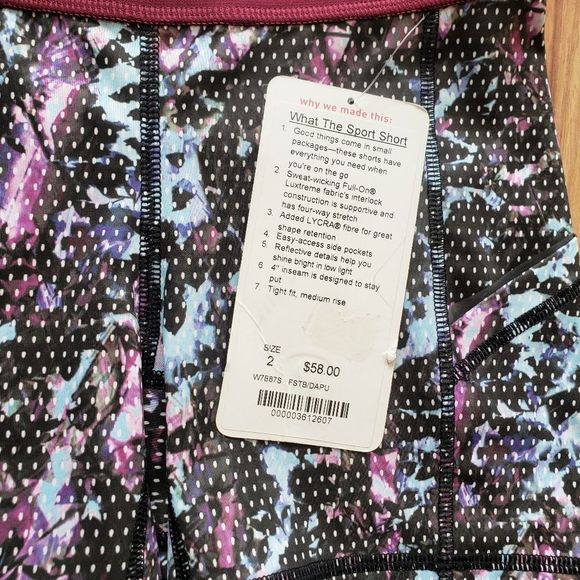 why we made this:
What The Sport Short
1. Good things come in small
packages—these shorts have
everything you need when
you're on the go
2. Sweat-wicking Full-On®
Luxtreme fabric's interlock
construction is supportive and
has four-way stretch
3. Added LYCRA® fibre for great
shape retention
4. Easy-access side pockets
5. Reflective details help you
shine bright in low light
6. 4" inseam is designed to stay
put
7. Tight fit, medium rise
SIZE
2 $58.00
W7887S FSTB/DAPU
000003612607